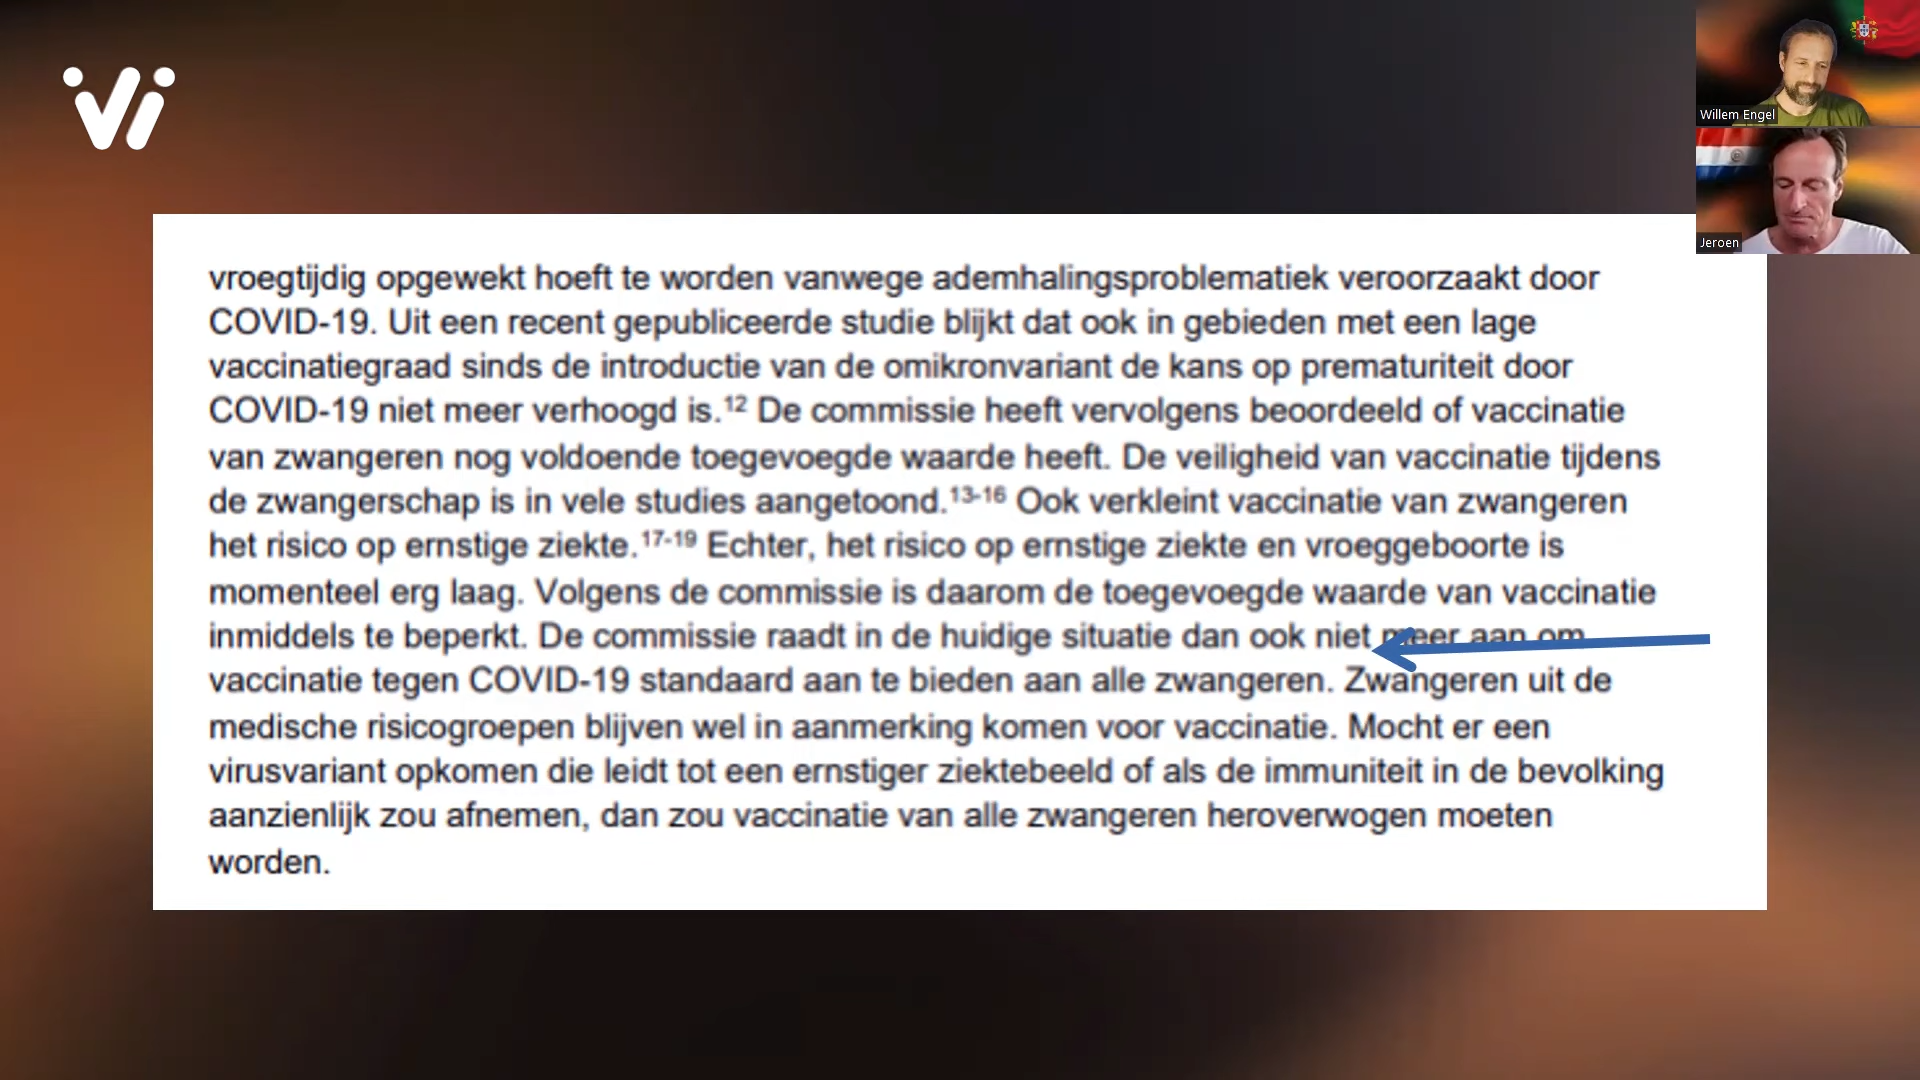 Vi
Willem Engel
Jeroen
vroegtijdig opgewekt hoeft te worden vanwege ademhalingsproblematiek veroorzaakt door
COVID-19. Uit een recent gepubliceerde studie blijkt dat ook in gebieden met een lage
vaccinatiegraad sinds de introductie van de omikronvariant de kans op prematuriteit door
COVID-19 niet meer verhoogd is.¹² De commissie heeft vervolgens beoordeeld of vaccinatie
van zwangeren nog voldoende toegevoegde waarde heeft. De veiligheid van vaccinatie tijdens
de zwangerschap is in vele studies aangetoond.¹³⁻¹⁶ Ook verkleint vaccinatie van zwangeren
het risico op ernstige ziekte.¹⁷⁻¹⁹ Echter, het risico op ernstige ziekte en vroeggeboorte is
momenteel erg laag. Volgens de commissie is daarom de toegevoegde waarde van vaccinatie
inmiddels te beperkt. De commissie raadt in de huidige situatie dan ook niet meer aan om
vaccinatie tegen COVID-19 standaard aan te bieden aan alle zwangeren. Zwangeren uit de
medische risicogroepen blijven wel in aanmerking komen voor vaccinatie. Mocht er een
virusvariant opkomen die leidt tot een ernstiger ziektebeeld of als de immuniteit in de bevolking
aanzienlijk zou afnemen, dan zou vaccinatie van alle zwangeren heroverwogen moeten
worden.